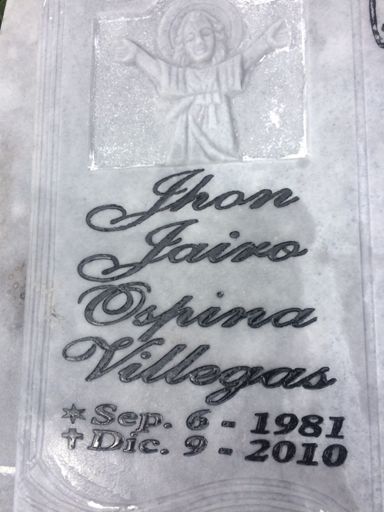 Jhon
Jairo
Ospina
Villegas
✶ Sep. 6 - 1981
✝ Dic. 9 - 2010